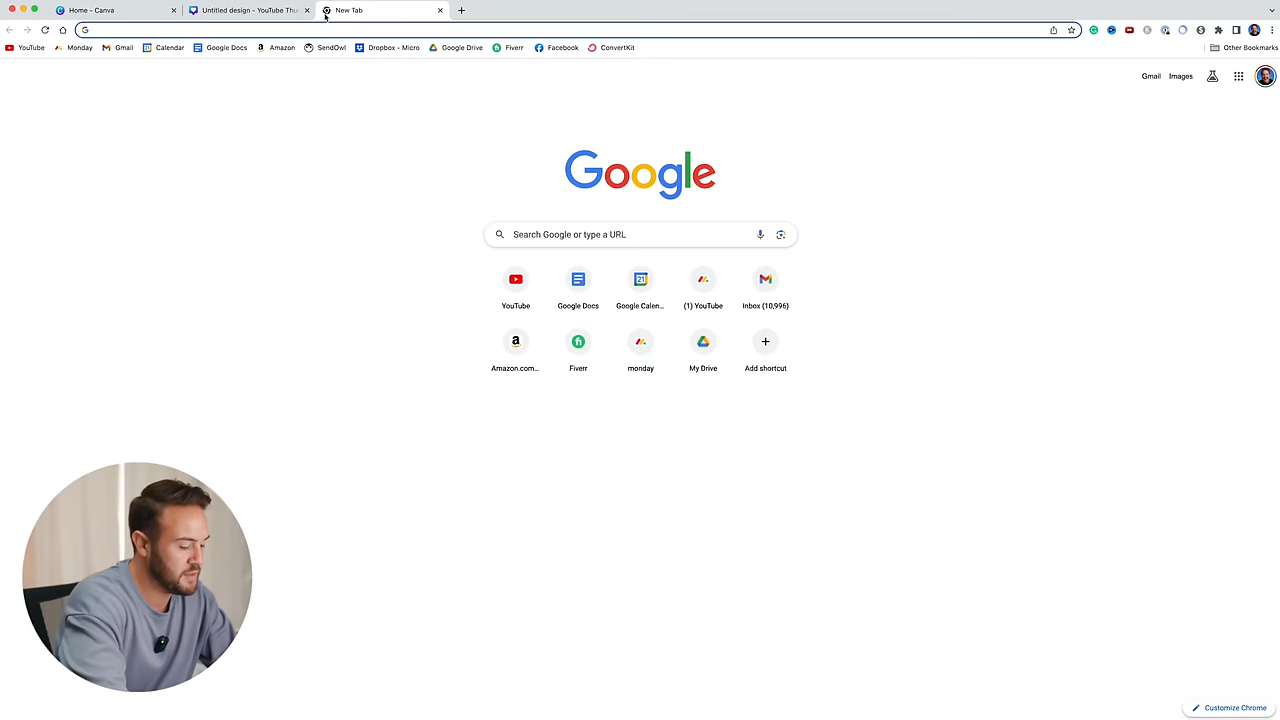 Home - Canva
Untitled design - YouTube Thu
New Tab
YouTube Monday Gmail Calendar Google Docs Amazon SendOwl Dropbox - Micro Google Drive Fiverr Facebook ConvertKit Other Bookmarks
Gmail Images
Google
Search Google or type a URL
YouTube Google Docs Google Calen... (1) YouTube Inbox (10,996)
Amazon.com... Fiverr monday My Drive Add shortcut
Customize Chrome